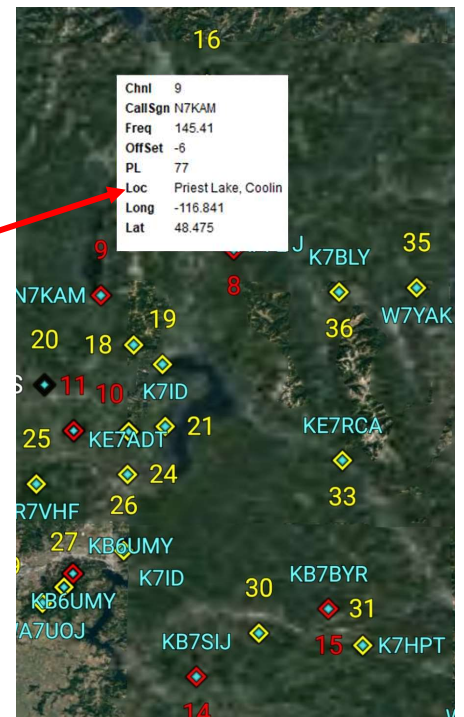 16
Chnl 9
CallSgn N7KAM
Freq 145.41
OffSet -6
PL 77
Loc Priest Lake, Coolin
Long -116.841
Lat 48.475
9
J
K7BLY
35
8
N7KAM
36
W7YAK
19
20
18
S
11
10
K7ID
25
KE7ADT
21
KE7RCA
24
33
R7VHF
26
27
KB6UMY
9
K7ID
KB7BYR
KB6UMY
30
31
A7UOJ
KB7SIJ
15
K7HPT
14